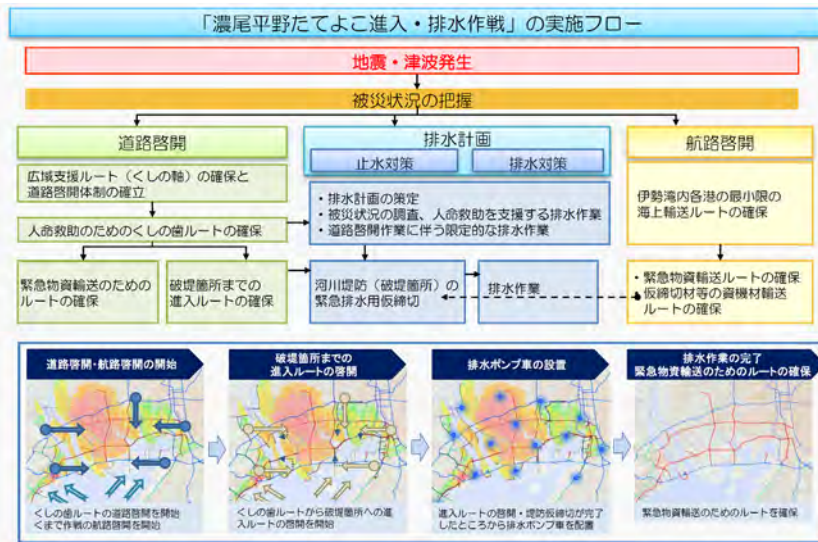 「濃尾平野たてよこ進入・排水作戦」の実施フロー
地震・津波発生
被災状況の把握
道路啓開
広域支援ルート（くしの軸）の確保と
道路啓開体制の確立
人命救助のためのくしの歯ルートの確保
緊急物資輸送のための
ルートの確保
破堤箇所までの
進入ルートの確保
排水計画
止水対策
排水対策
・排水計画の策定
・被災状況の調査、人命救助を支援する排水作業
・道路啓開作業に伴う限定的な排水作業
河川堤防（破堤箇所）の
緊急排水用仮締切
排水作業
航路啓開
伊勢湾内各港の最小限の
海上輸送ルートの確保
・緊急物資輸送ルートの確保
・仮締切材等の資機材輸送
ルートの確保
道路啓開・航路啓開の開始
くしの歯ルートの道路啓開を開始
くまで作戦の航路啓開を開始
破堤箇所までの
進入ルートの啓開
くしの歯ルートから破堤箇所への進
入ルートの啓開を開始
排水ポンプ車の設置
進入ルートの啓開・堤防仮締切が完了
したところから排水ポンプ車を配置
排水作業の完了
緊急物資輸送のためのルートの確保
緊急物資輸送のためのルートを確保